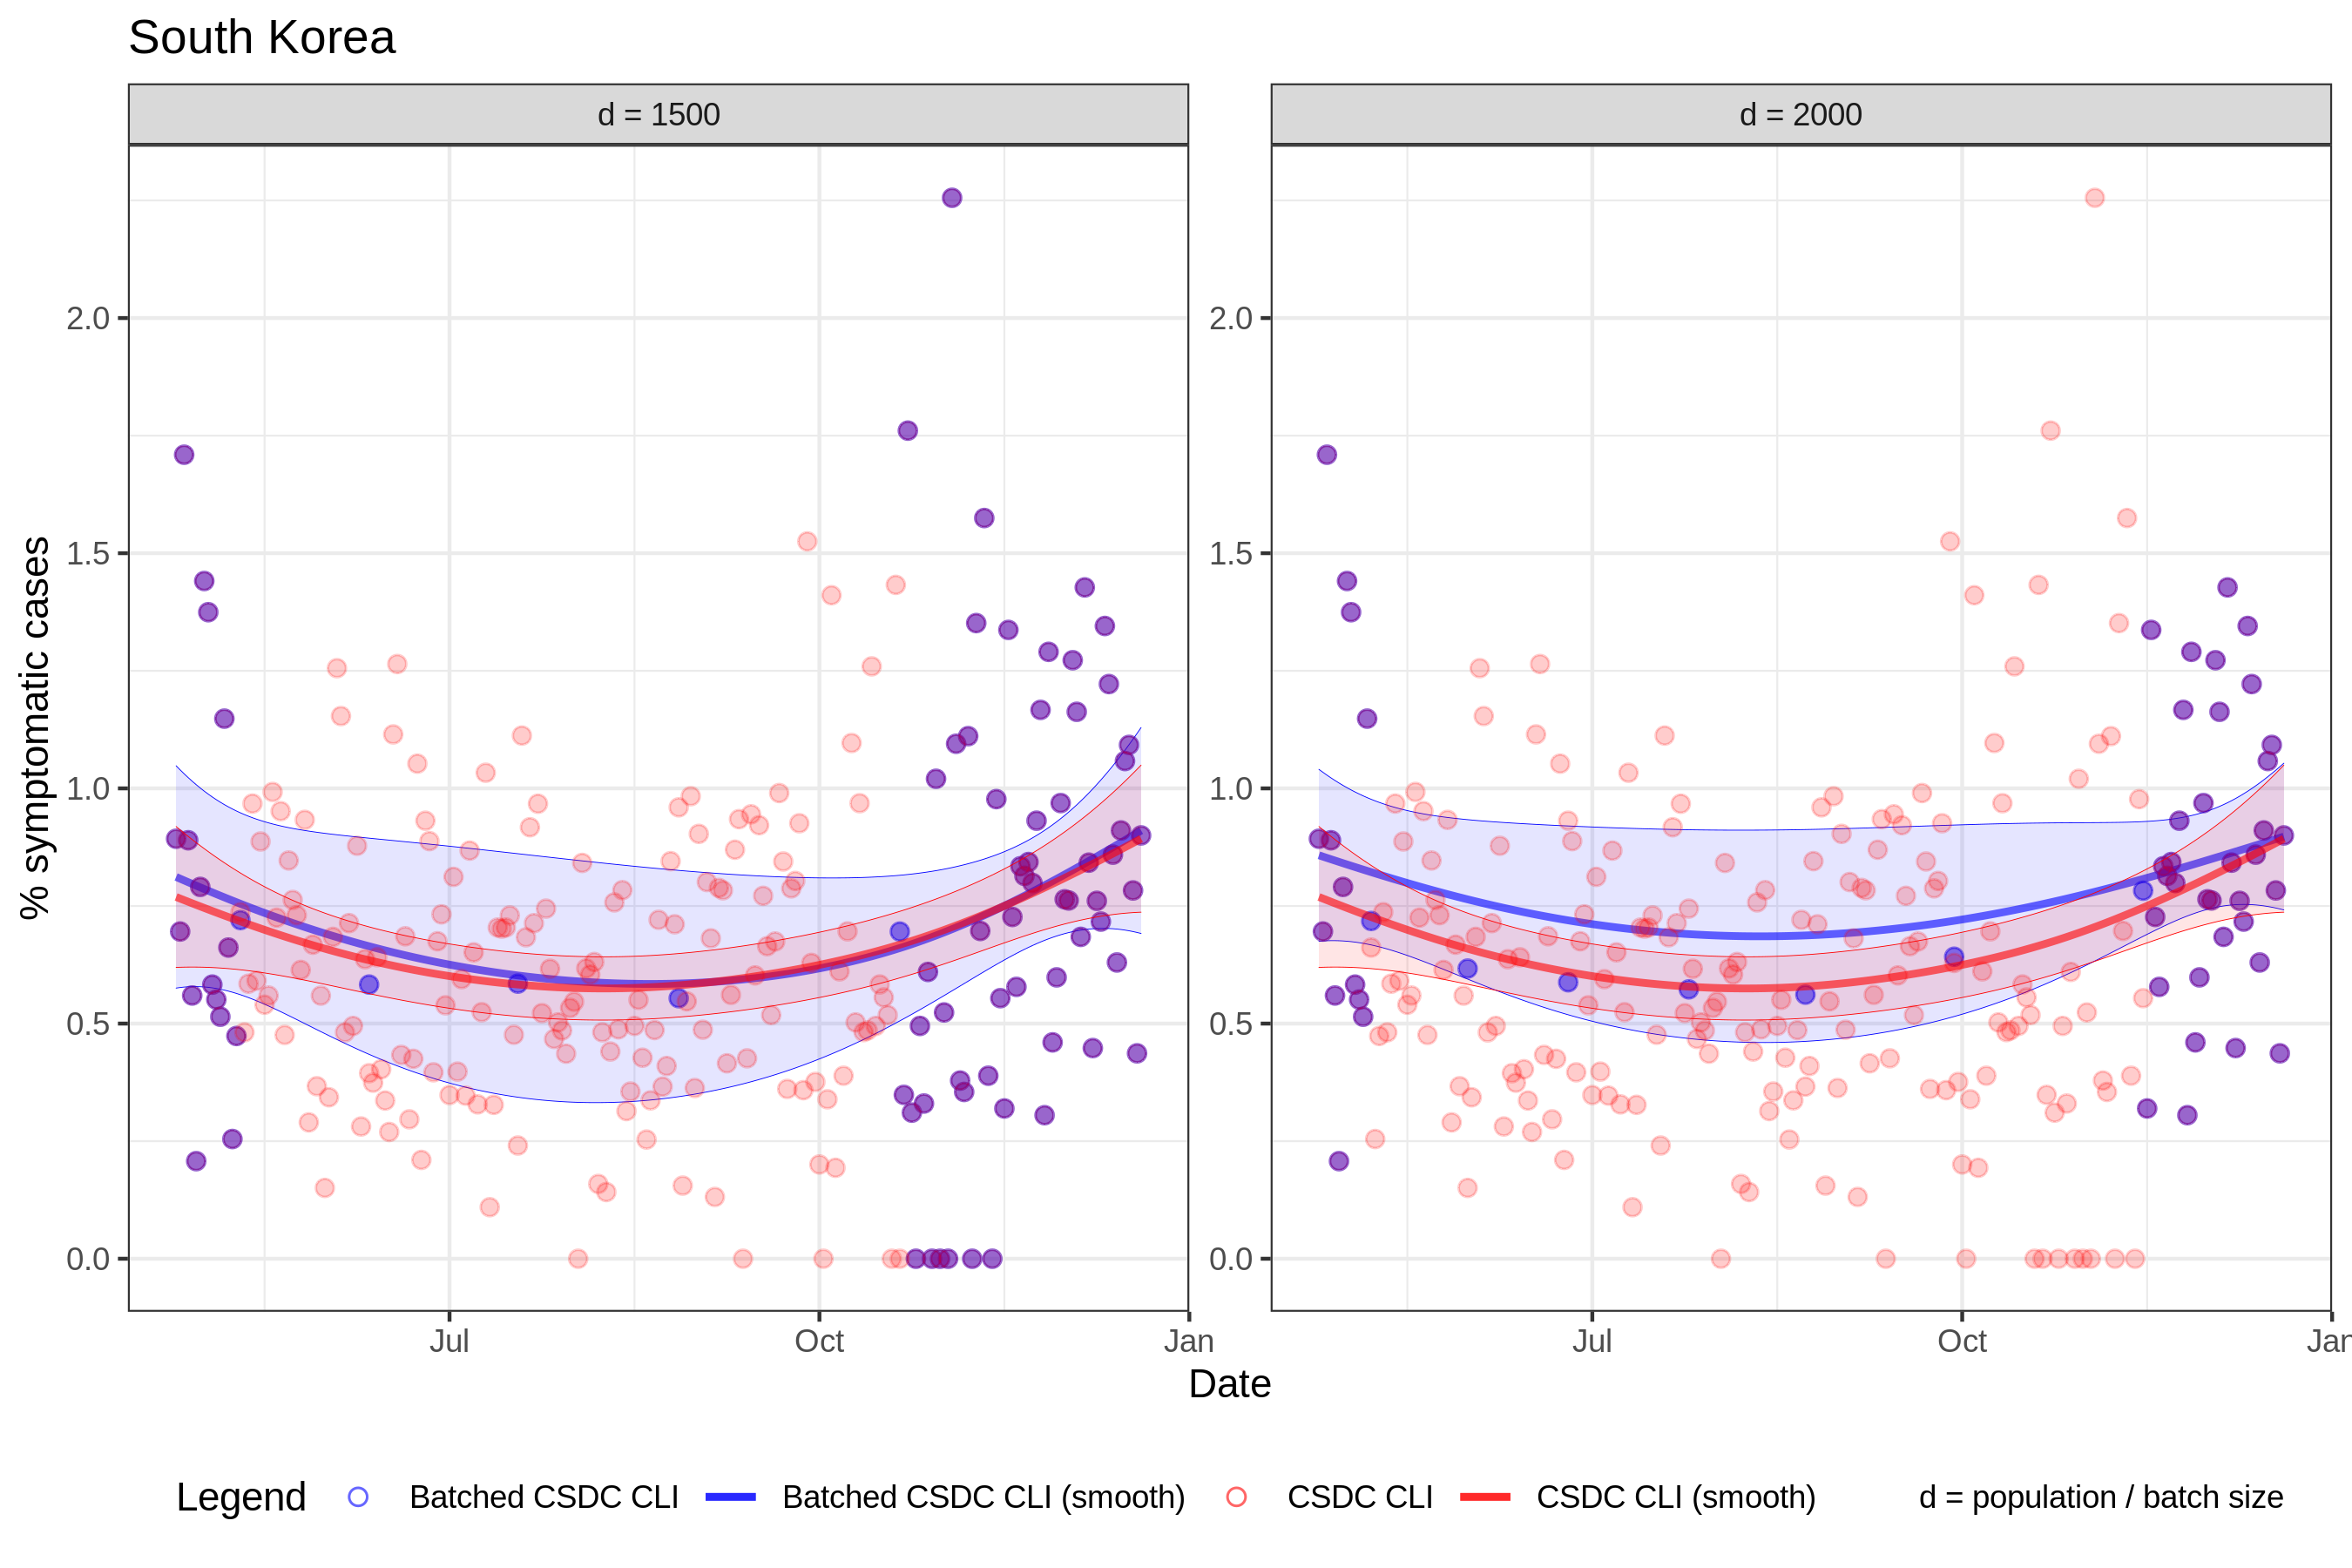 South Korea
d = 1500
d = 2000
% symptomatic cases
2.0
1.5
1.0
0.5
0.0
2.0
1.5
1.0
0.5
0.0
Jul
Oct
Jan
Jul
Oct
Jan
Date
Legend
Batched CSDC CLI
Batched CSDC CLI (smooth)
CSDC CLI
CSDC CLI (smooth)
d = population / batch size